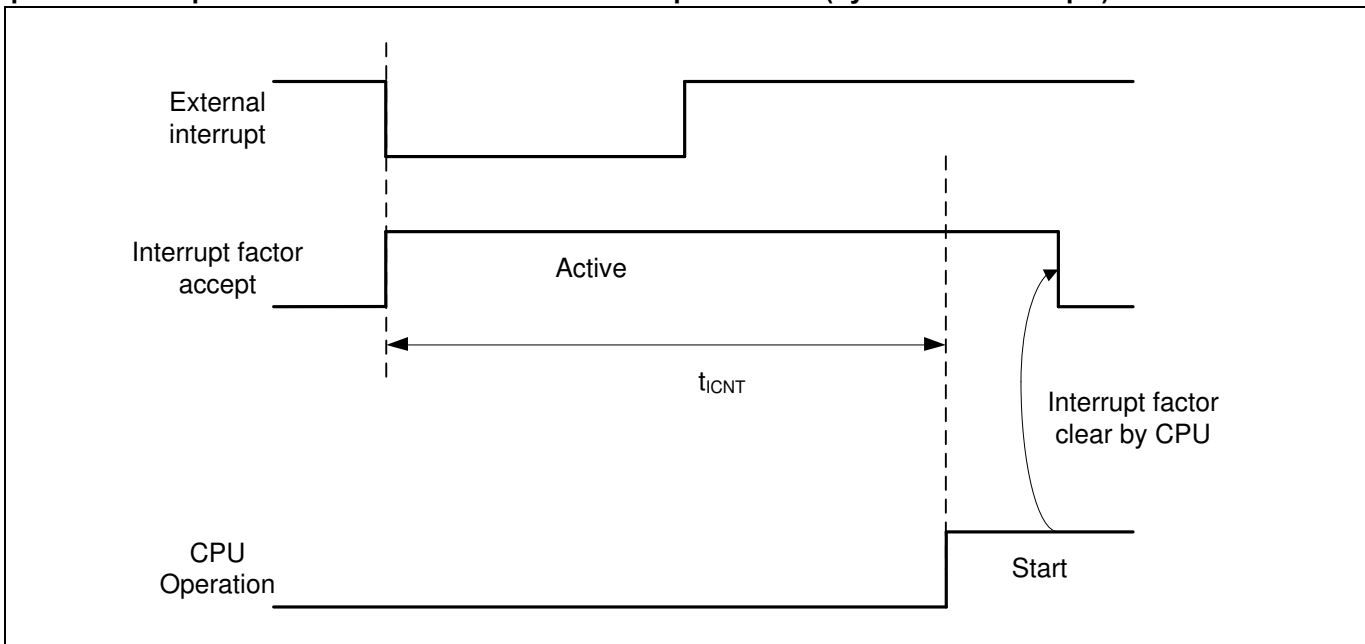 External
interrupt
Interrupt factor
accept
Active
tICNT
Interrupt factor
clear by CPU
CPU
Operation
Start